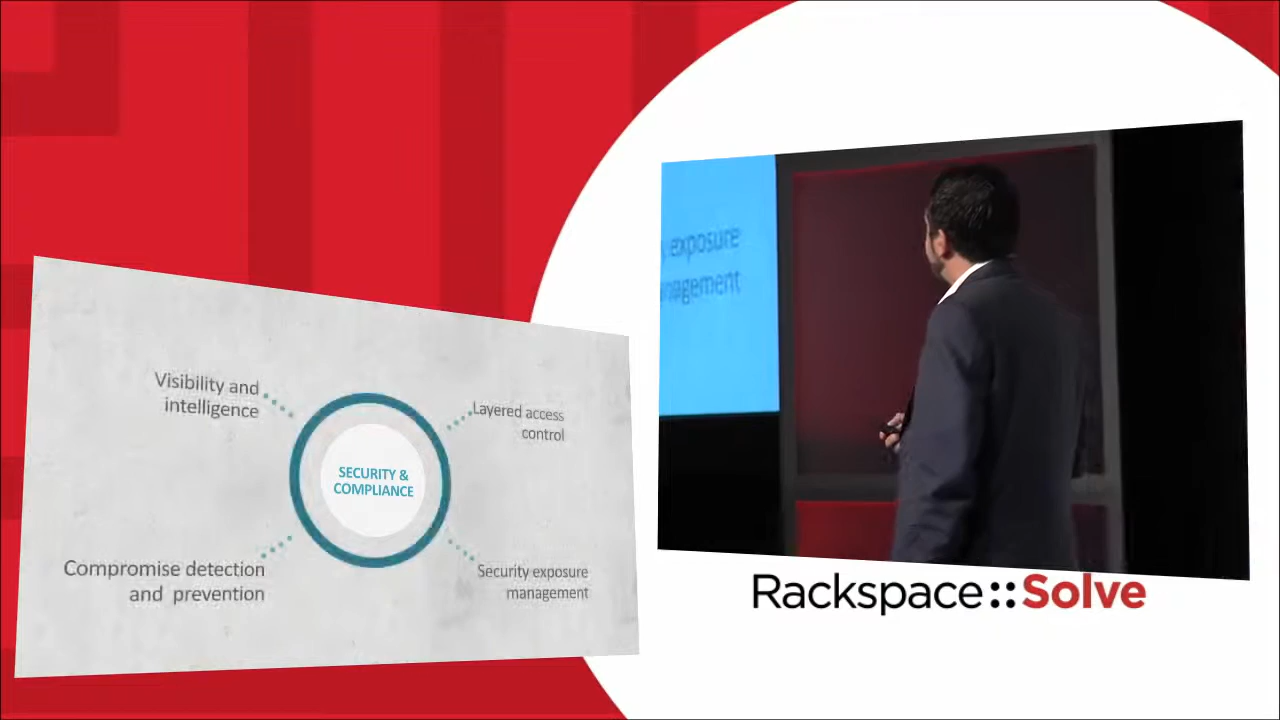 Visibility and
intelligence
Layered access
control
SECURITY &
COMPLIANCE
Compromise detection
and prevention
Security exposure
management
exposure
nagement
Rackspace::Solve